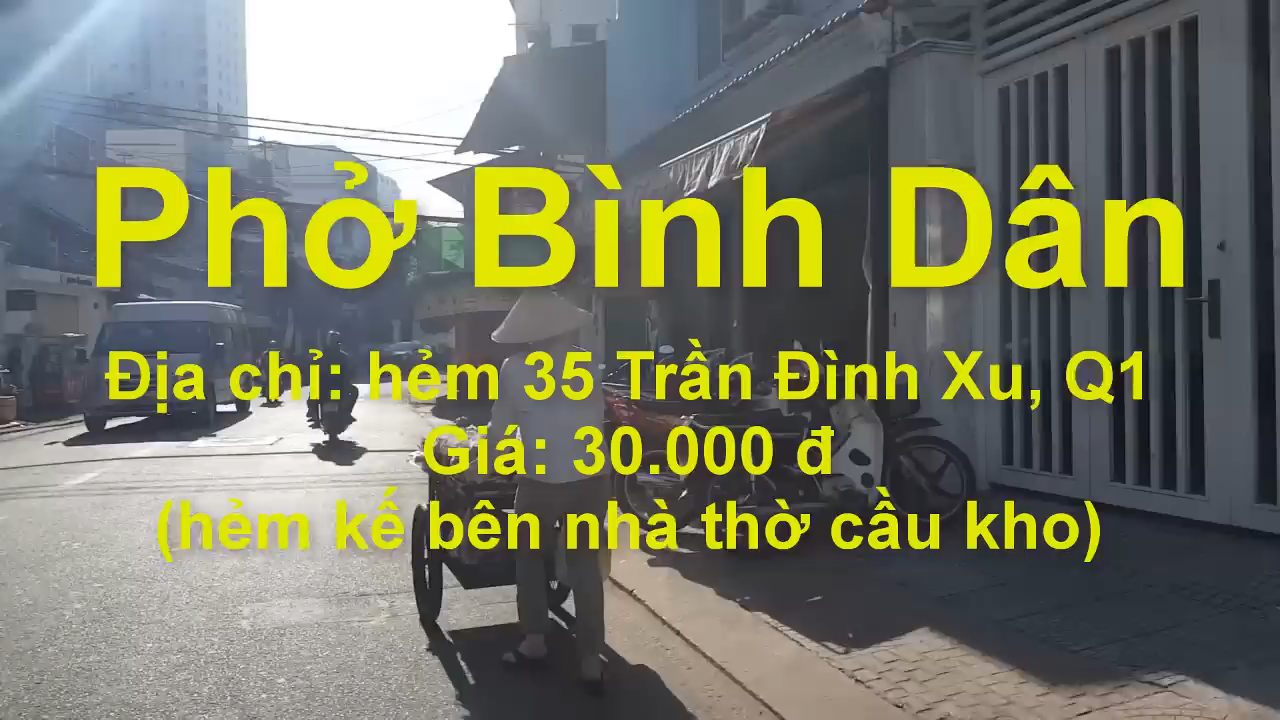 Phở Bình Dân
Địa chỉ: hẻm 35 Trần Đình Xu, Q1
Giá: 30.000 đ
(hẻm kế bên nhà thờ cầu kho)